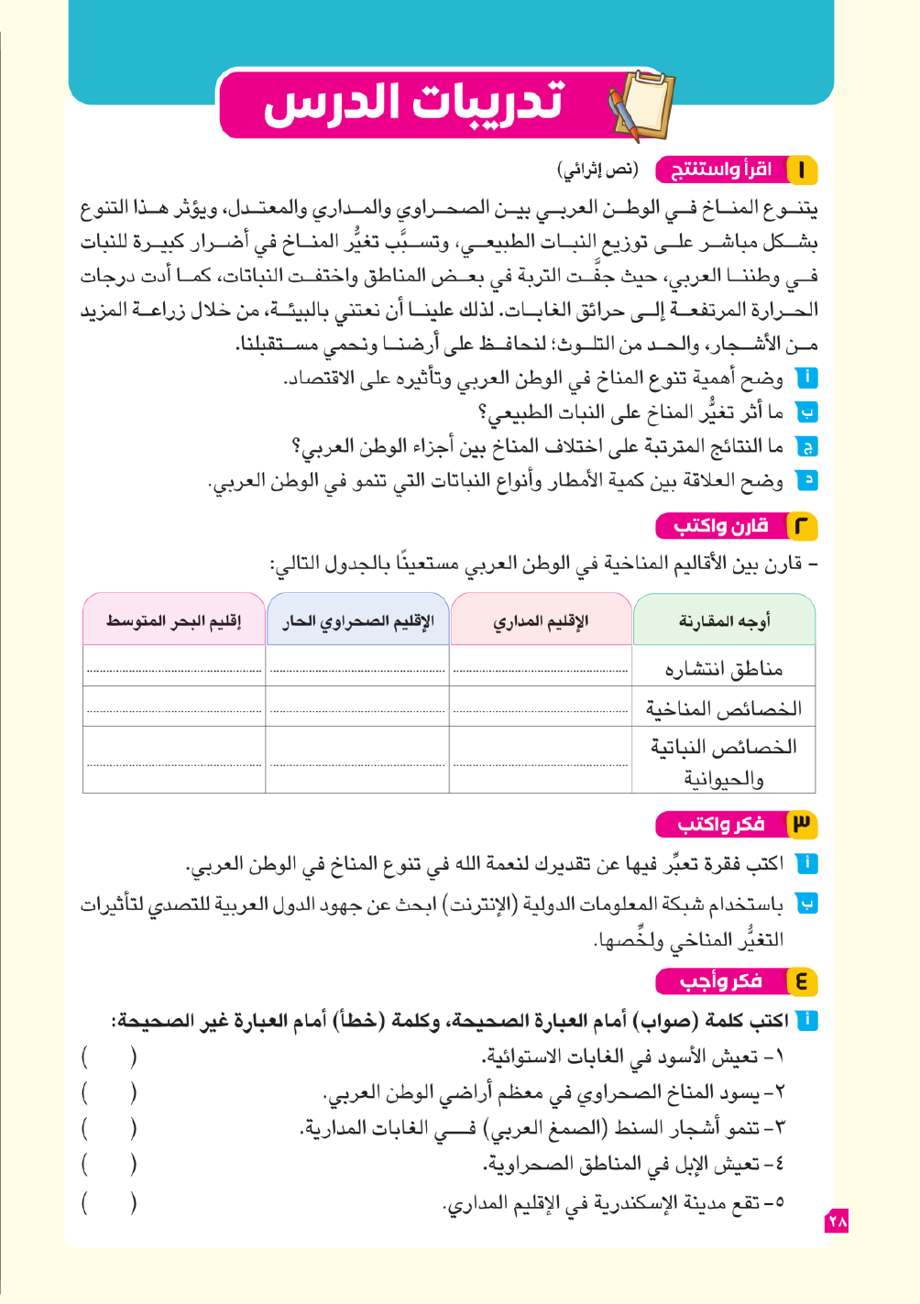 تدريبات الدرس
١ اقرأ واستنتج (نص إثرائي)
يتنوع المناخ في الوطن العربي بين الصحراوي والمداري والمعتدل، ويؤثر هذا التنوع
بشكل مباشر على توزيع النبات الطبيعي، وتسبَّب تغيُّر المناخ في أضرار كبيرة للنبات
في وطننا العربي، حيث جفَّت التربة في بعض المناطق واختفت النباتات، كما أدت درجات
الحرارة المرتفعة إلى حرائق الغابات. لذلك علينا أن نعتني بالبيئة، من خلال زراعة المزيد
من الأشجار، والحد من التلوث؛ لنحافظ على أرضنا ونحمي مستقبلنا.
أ وضح أهمية تنوع المناخ في الوطن العربي وتأثيره على الاقتصاد.
ب ما أثر تغيُّر المناخ على النبات الطبيعي؟
ج ما النتائج المترتبة على اختلاف المناخ بين أجزاء الوطن العربي؟
د وضح العلاقة بين كمية الأمطار وأنواع النباتات التي تنمو في الوطن العربي.
٢ قارن واكتب
- قارن بين الأقاليم المناخية في الوطن العربي مستعينًا بالجدول التالي:
أوجه المقارنة الإقليم المداري الإقليم الصحراوي الحار إقليم البحر المتوسط
مناطق انتشاره
الخصائص المناخية
الخصائص النباتية
والحيوانية
٣ فكر واكتب
أ اكتب فقرة تعبِّر فيها عن تقديرك لنعمة الله في تنوع المناخ في الوطن العربي.
ب باستخدام شبكة المعلومات الدولية (الإنترنت) ابحث عن جهود الدول العربية للتصدي لتأثيرات
التغيُّر المناخي ولخِّصها.
٤ فكر وأجب
أ اكتب كلمة (صواب) أمام العبارة الصحيحة، وكلمة (خطأ) أمام العبارة غير الصحيحة:
١- تعيش الأسود في الغابات الاستوائية. ( )
٢- يسود المناخ الصحراوي في معظم أراضي الوطن العربي. ( )
٣- تنمو أشجار السنط (الصمغ العربي) في الغابات المدارية. ( )
٤- تعيش الإبل في المناطق الصحراوية. ( )
٥- تقع مدينة الإسكندرية في الإقليم المداري. ( )
٢٨